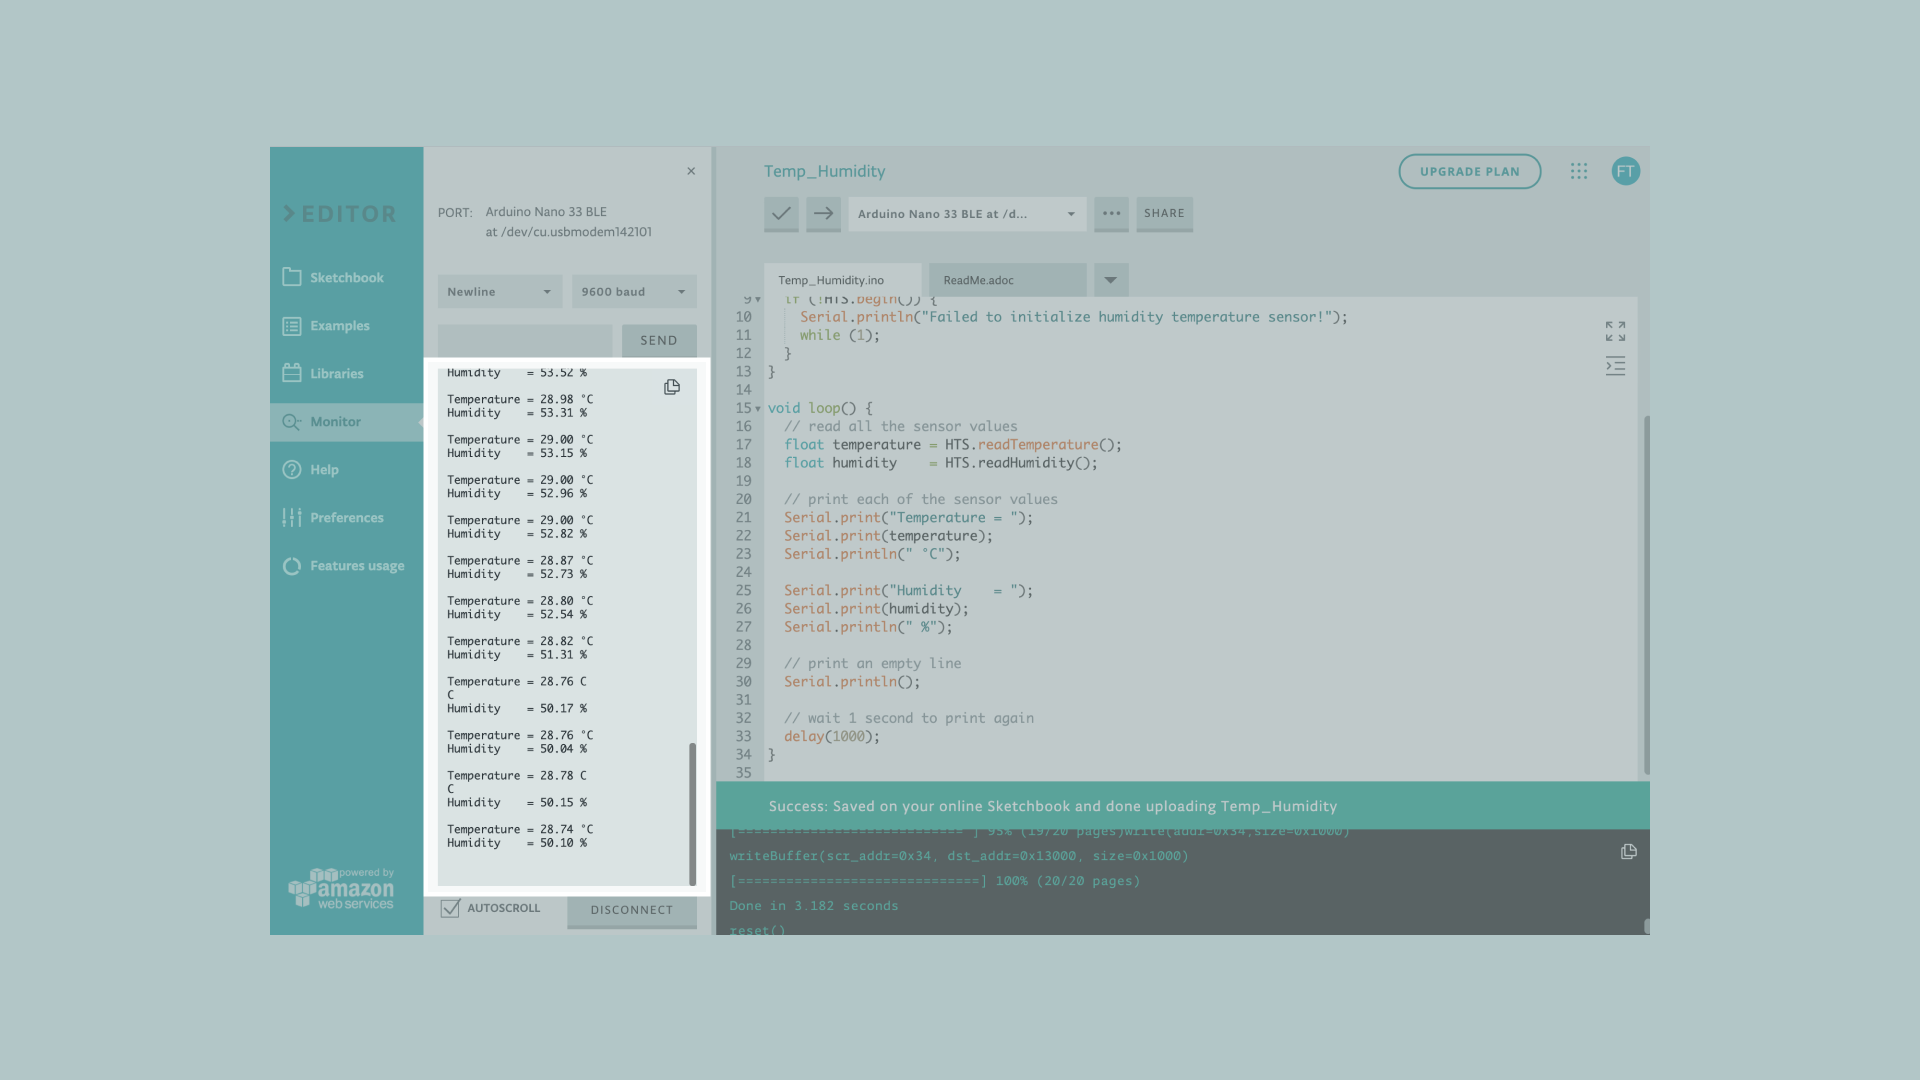 EDITOR
Sketchbook
Examples
Libraries
Monitor
Help
Preferences
Features usage
powered by
amazon
web services
×
PORT: Arduino Nano 33 BLE
at /dev/cu.usbmodem142101
Newline
9600 baud
SEND
Humidity    = 53.52 %
Temperature = 28.98 °C
Humidity    = 53.31 %
Temperature = 29.00 °C
Humidity    = 53.15 %
Temperature = 29.00 °C
Humidity    = 52.96 %
Temperature = 29.00 °C
Humidity    = 52.82 %
Temperature = 28.87 °C
Humidity    = 52.73 %
Temperature = 28.80 °C
Humidity    = 52.54 %
Temperature = 28.82 °C
Humidity    = 51.31 %
Temperature = 28.76 C
C
Humidity    = 50.17 %
Temperature = 28.76 °C
Humidity    = 50.04 %
Temperature = 28.78 C
C
Humidity    = 50.15 %
Temperature = 28.74 °C
Humidity    = 50.10 %
AUTOSCROLL
DISCONNECT
Temp_Humidity
UPGRADE PLAN
FT
Arduino Nano 33 BLE at /d...
SHARE
Temp_Humidity.ino
ReadMe.adoc
9 if (!HTS.begin()) {
10 Serial.println("Failed to initialize humidity temperature sensor!");
11 while (1);
12 }
13 }
14
15 void loop() {
16 // read all the sensor values
17 float temperature = HTS.readTemperature();
18 float humidity    = HTS.readHumidity();
19
20 // print each of the sensor values
21 Serial.print("Temperature = ");
22 Serial.print(temperature);
23 Serial.println(" °C");
24
25 Serial.print("Humidity    = ");
26 Serial.print(humidity);
27 Serial.println(" %");
28
29 // print an empty line
30 Serial.println();
31
32 // wait 1 second to print again
33 delay(1000);
34 }
35
Success: Saved on your online Sketchbook and done uploading Temp_Humidity
[============================ ] 95% (19/20 pages)write(addr=0x34,size=0x1000)
writeBuffer(scr_addr=0x34, dst_addr=0x13000, size=0x1000)
[==============================] 100% (20/20 pages)
Done in 3.182 seconds
reset()